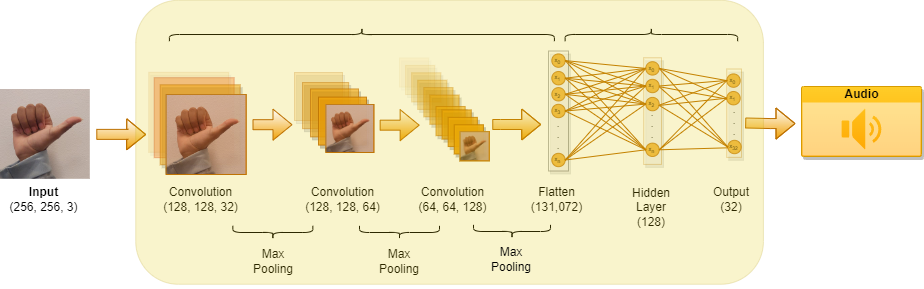 Audio
Input
(256, 256, 3)
Convolution
(128, 128, 32)
Convolution
(128, 128, 64)
Convolution
(64, 64, 128)
Flatten
(131,072)
Hidden
Layer
(128)
Output
(32)
Max
Pooling
Max
Pooling
Max
Pooling